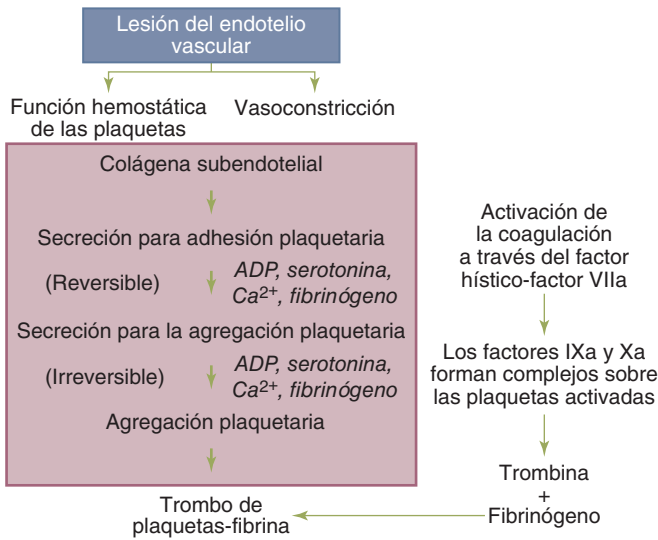 Lesión del endotelio
vascular
Función hemostática
de las plaquetas
Vasoconstricción
Colágena subendotelial
Secreción para adhesión plaquetaria
(Reversible)
ADP, serotonina,
Ca²⁺, fibrinógeno
Secreción para la agregación plaquetaria
(Irreversible)
ADP, serotonina,
Ca²⁺, fibrinógeno
Agregación plaquetaria
Trombo de
plaquetas-fibrina
Activación de
la coagulación
a través del factor
hístico-factor VIIa
Los factores IXa y Xa
forman complejos sobre
las plaquetas activadas
Trombina
+
Fibrinógeno